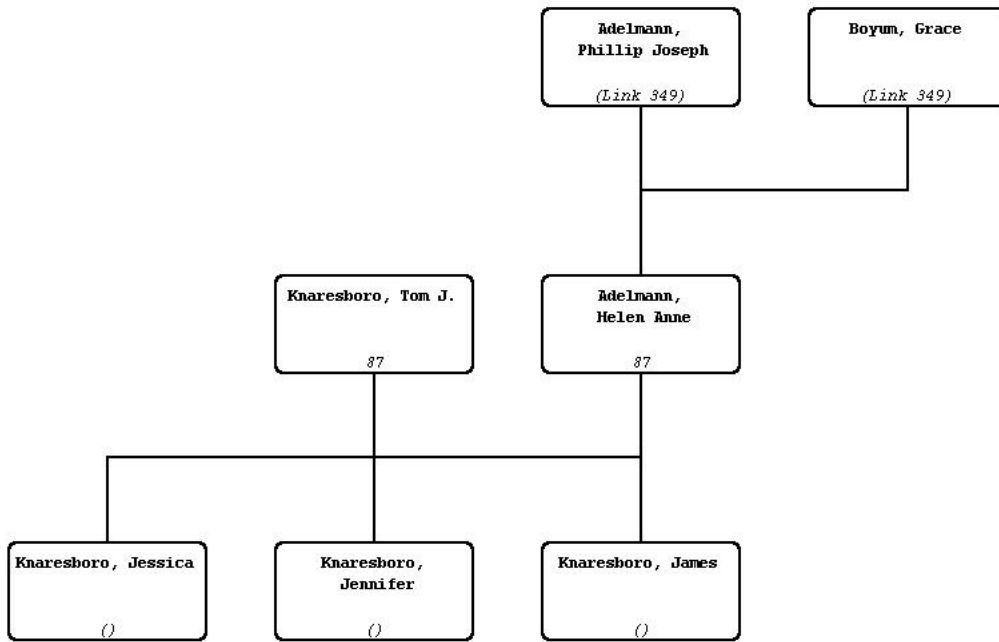 Adelmann,
Phillip Joseph
(Link 349)
Boyum, Grace
(Link 349)
Knaresboro, Tom J.
87
Adelmann,
Helen Anne
87
Knaresboro, Jessica
()
Knaresboro,
Jennifer
()
Knaresboro, James
()